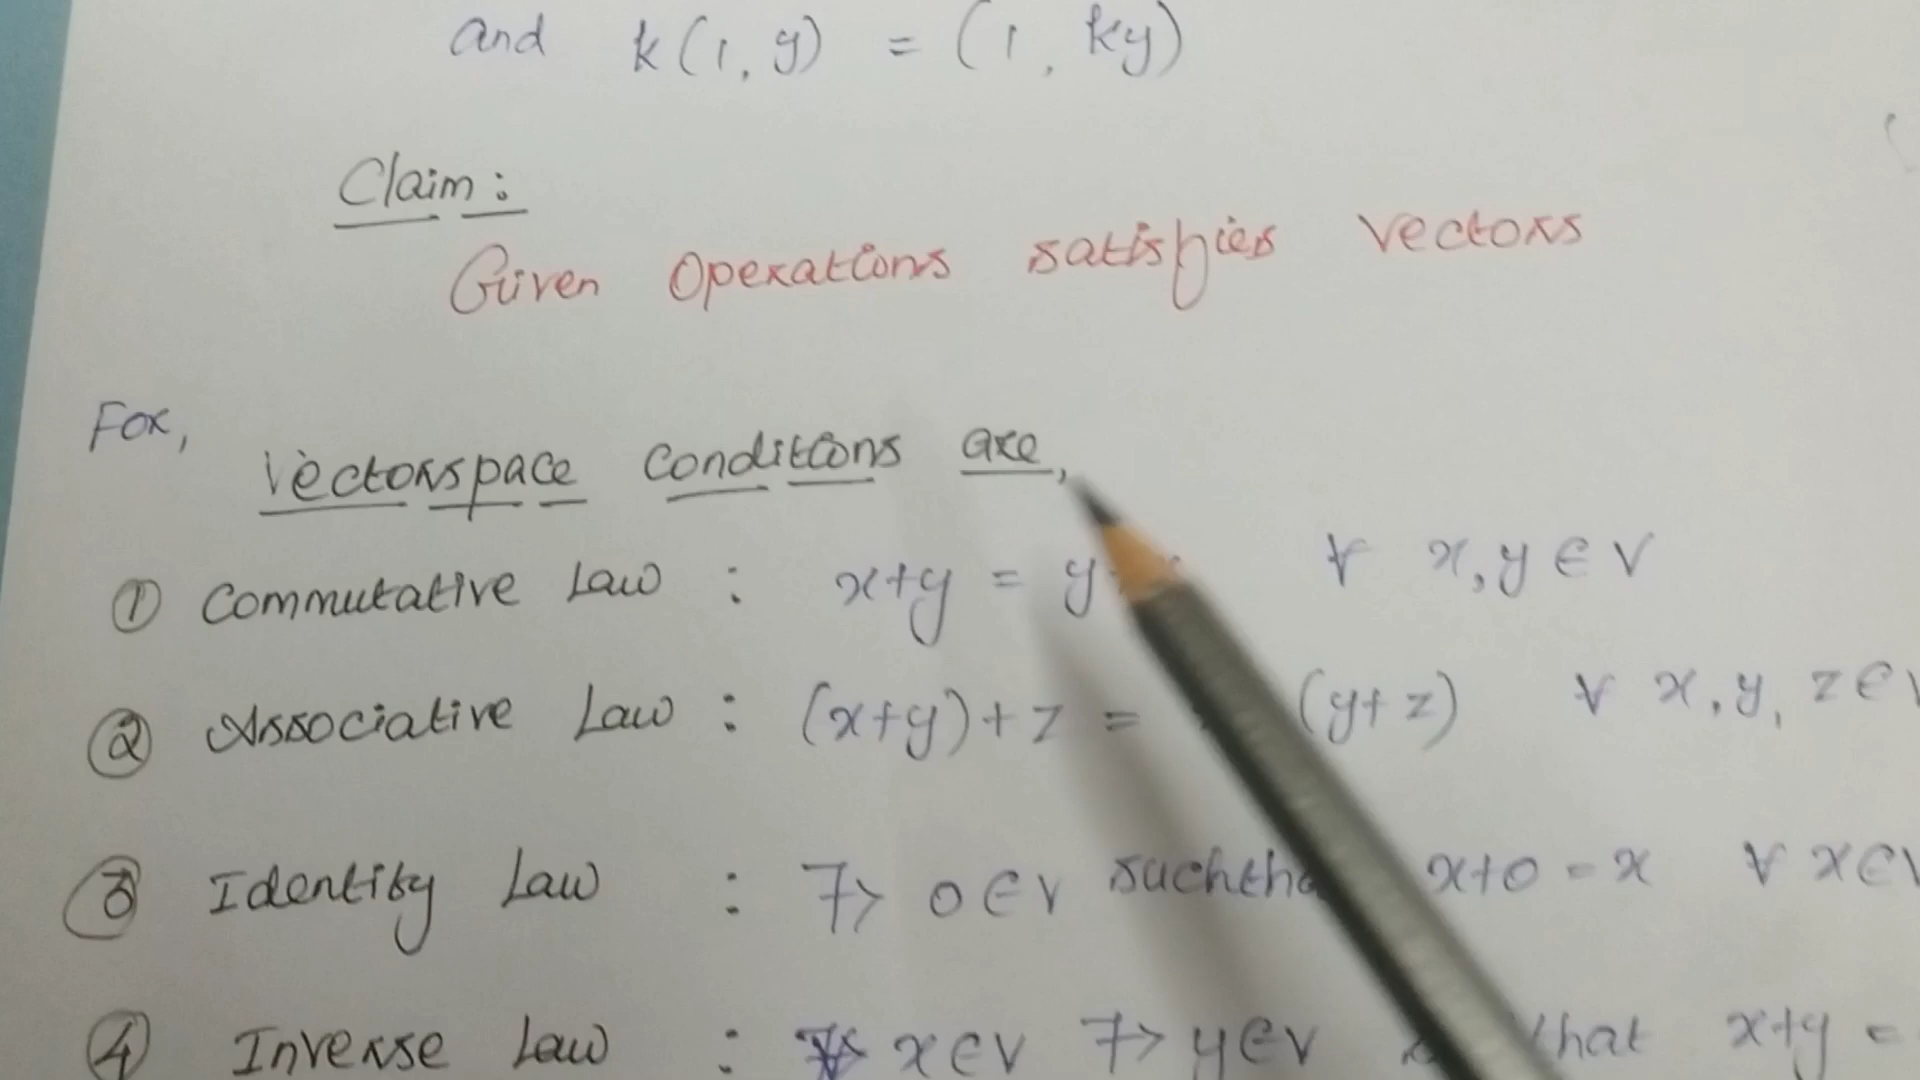 and k(1, y) = (1, ky)
Claim:
Given Operations satisfies vectors
For,
Vectorspace conditions are,
① Commutative Law : x+y = y ∀ x, y ∈ V
② Associative Law : (x+y)+z = (y+z) ∀ x, y, z ∈ V
③ Identity Law : ∃ 0 ∈ V such x+0 = x ∀ x ∈ V
④ Inverse Law : x ∈ V ∃ y ∈ V that x+y =